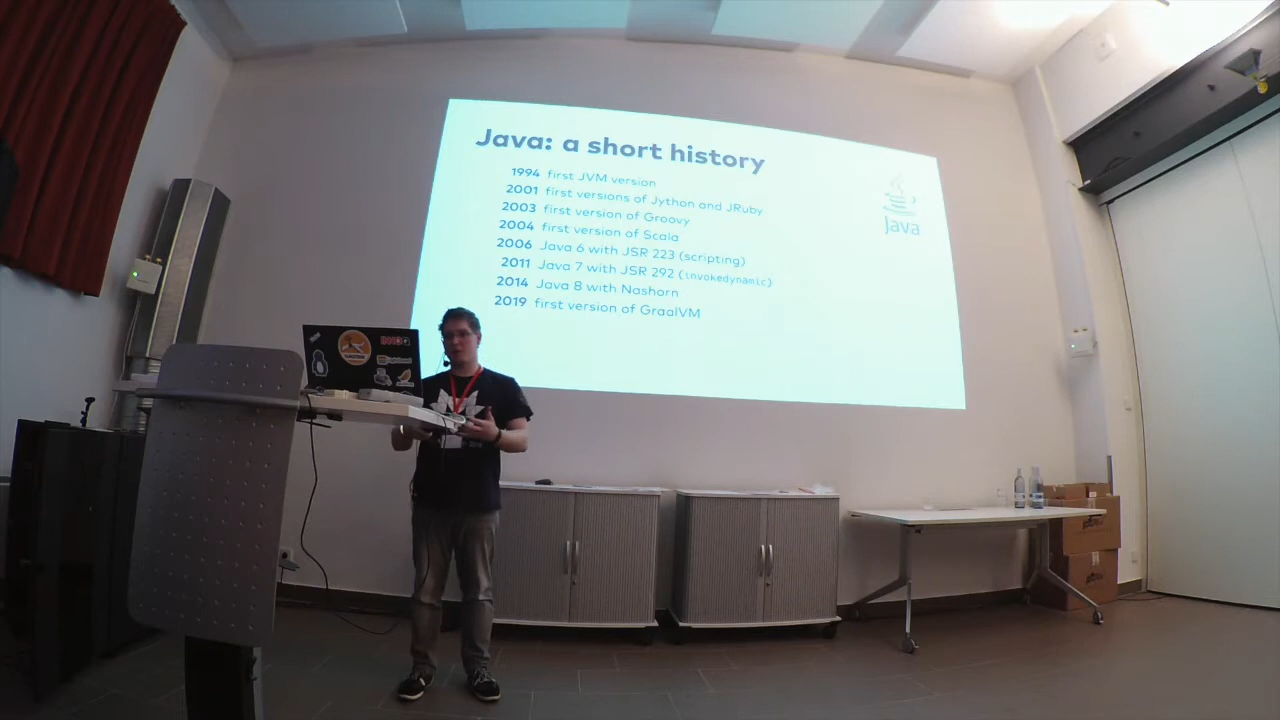 Java: a short history
1994 first JVM version
2001 first versions of Jython and JRuby
2003 first version of Groovy
2004 first version of Scala
2006 Java 6 with JSR 223 (scripting)
2011 Java 7 with JSR 292 (invokedynamic)
2014 Java 8 with Nashorn
2019 first version of GraalVM
Java